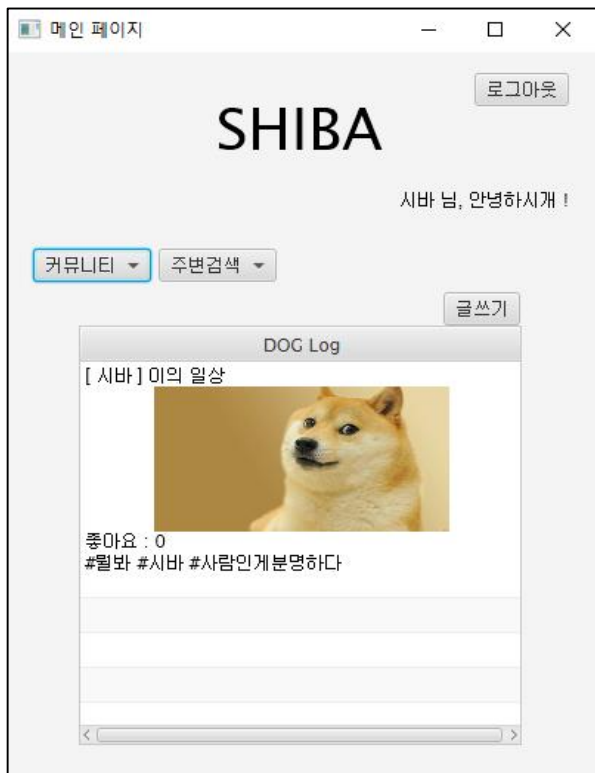 메인 페이지
로그아웃
SHIBA
시바 님, 안녕하시개 !
커뮤니티
주변검색
글쓰기
DOG Log
[ 시바 ] 이의 일상
좋아요 : 0
#뭘봐 #시바 #사람인게분명하다